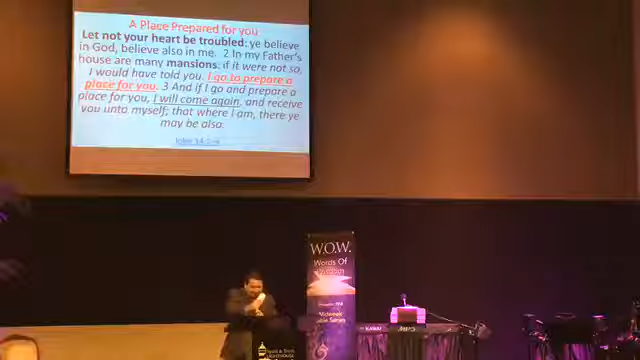 A Place Prepared for you
Let not your heart be troubled: ye believe
in God, believe also in me. 2 In my Father's
house are many mansions: if it were not so,
I would have told you. I go to prepare a
place for you. 3 And if I go and prepare a
place for you, I will come again, and receive
you unto myself; that where I am, there ye
may be also.
W.O.W.
Words Of